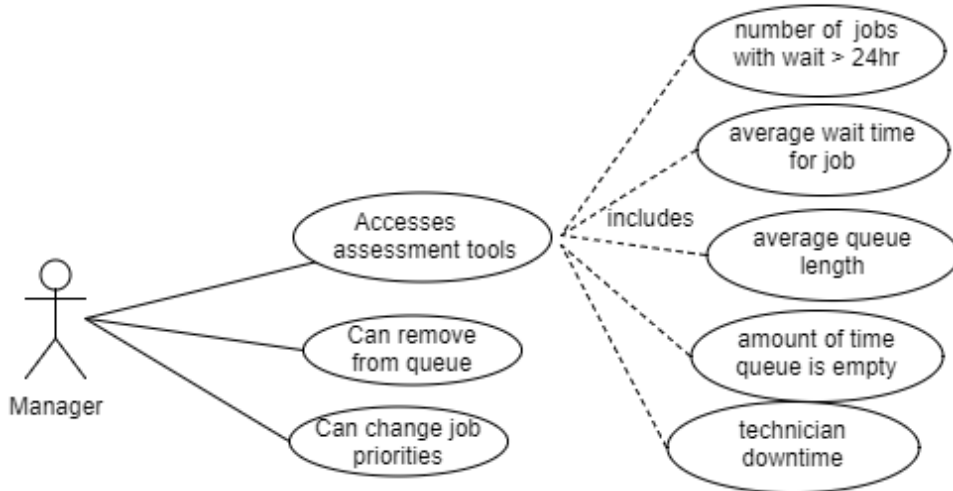 number of jobs
with wait > 24hr
average wait time
for job
Accesses
assessment tools
includes
average queue
length
Can remove
from queue
amount of time
queue is empty
Manager
Can change job
priorities
technician
downtime